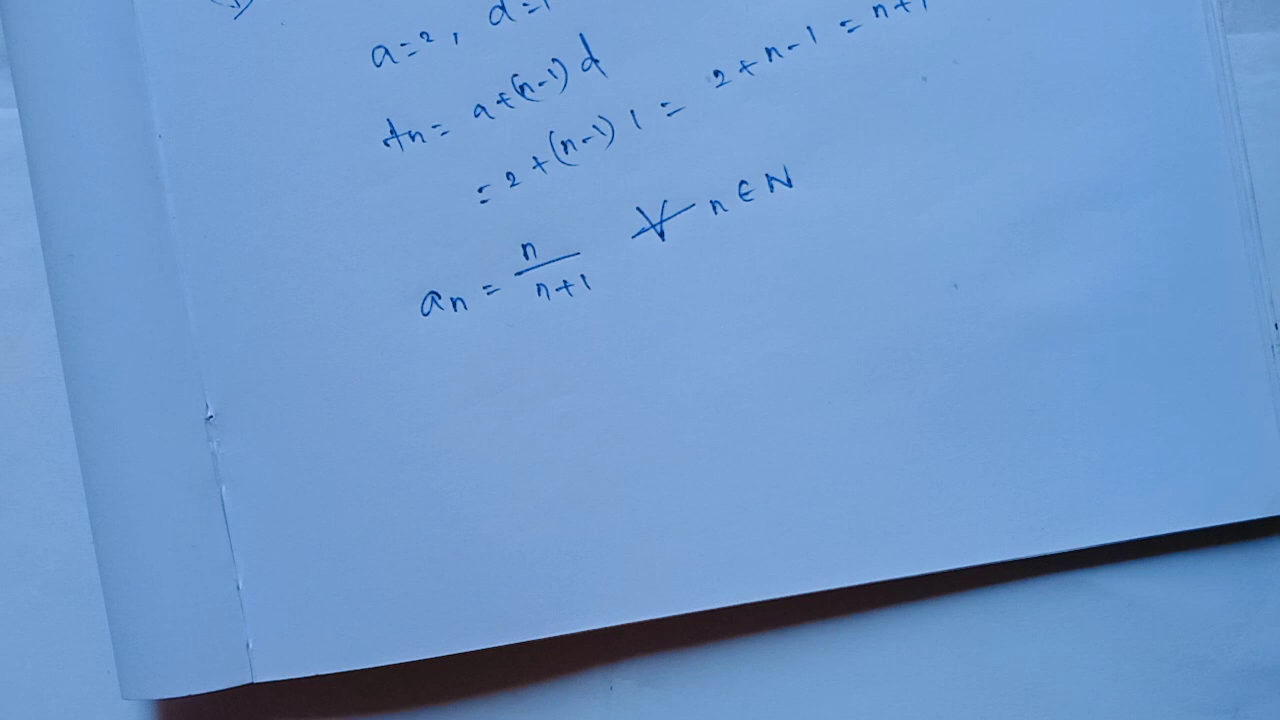 a=2, d=1
tn= a+(n-1) d
= 2+(n-1) 1 = 2+n-1 = n+1
an = n/n+1 ∀ n ∈ N